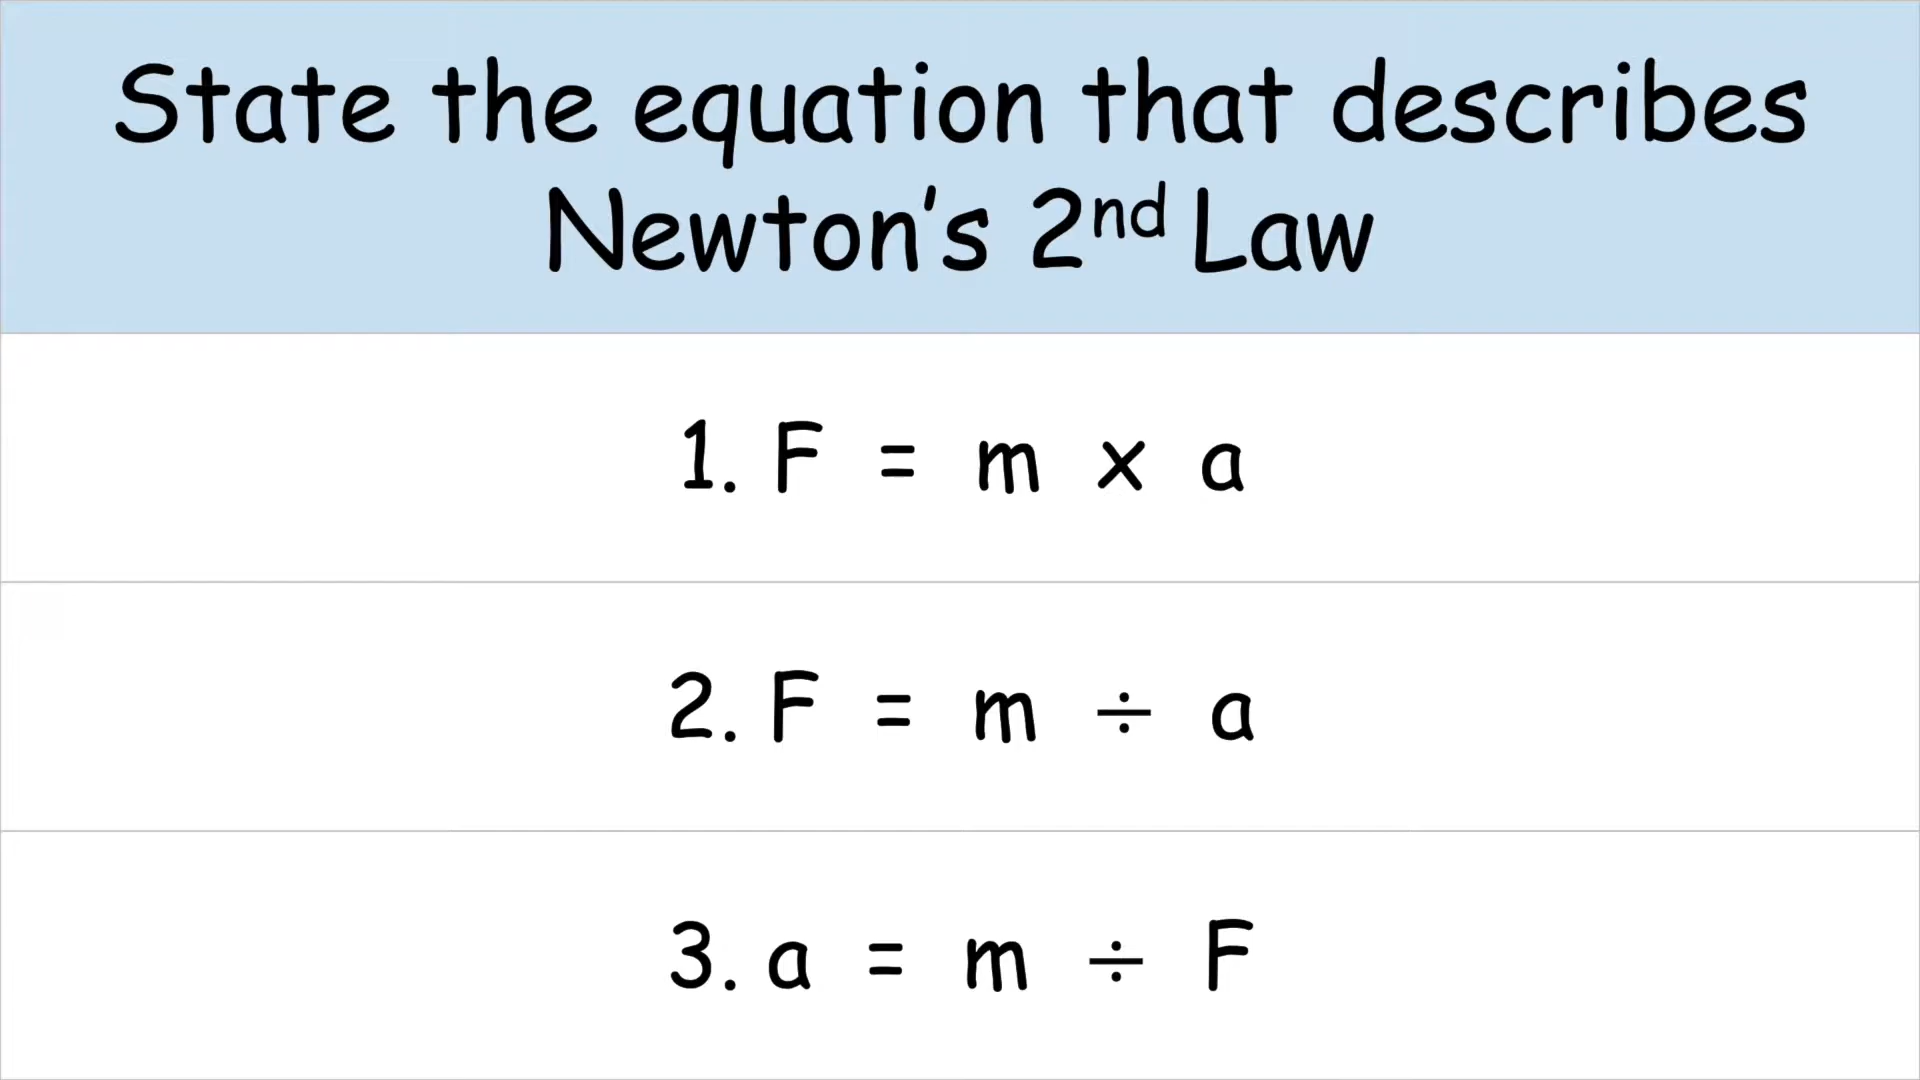 State the equation that describes
Newton’s 2nd Law
1. F = m x a
2. F = m ÷ a
3. a = m ÷ F